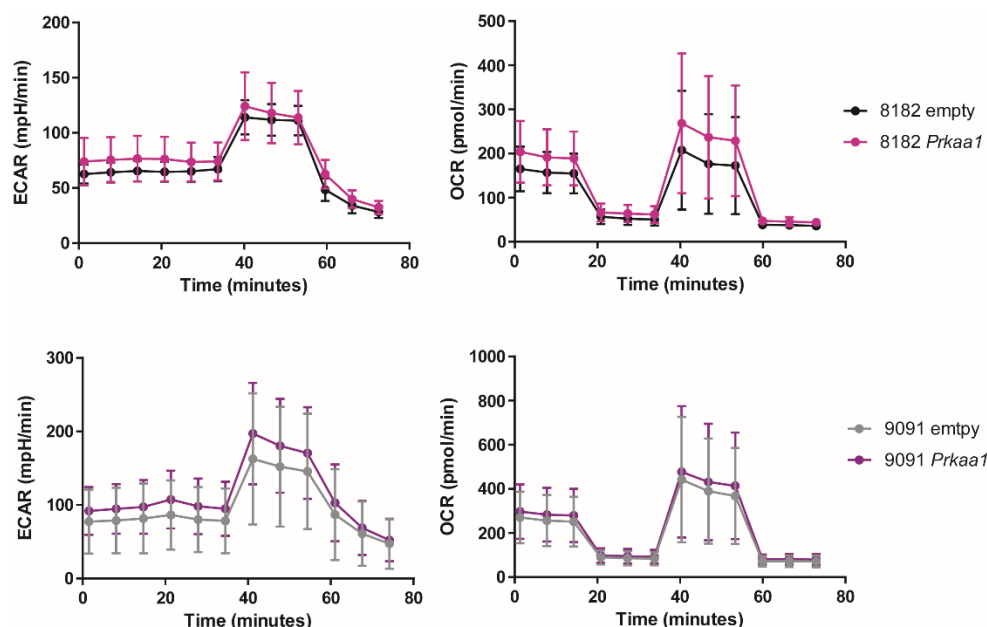 200
150
100
50
0
ECAR (mpH/min)
0 20 40 60 80
Time (minutes)
500
400
300
200
100
0
OCR (pmol/min)
0 20 40 60 80
Time (minutes)
8182 empty
8182 Prkaa1
300
200
100
0
ECAR (mpH/min)
0 20 40 60 80
Time (minutes)
1000
800
600
400
200
0
OCR (pmol/min)
0 20 40 60 80
Time (minutes)
9091 emtpy
9091 Prkaa1